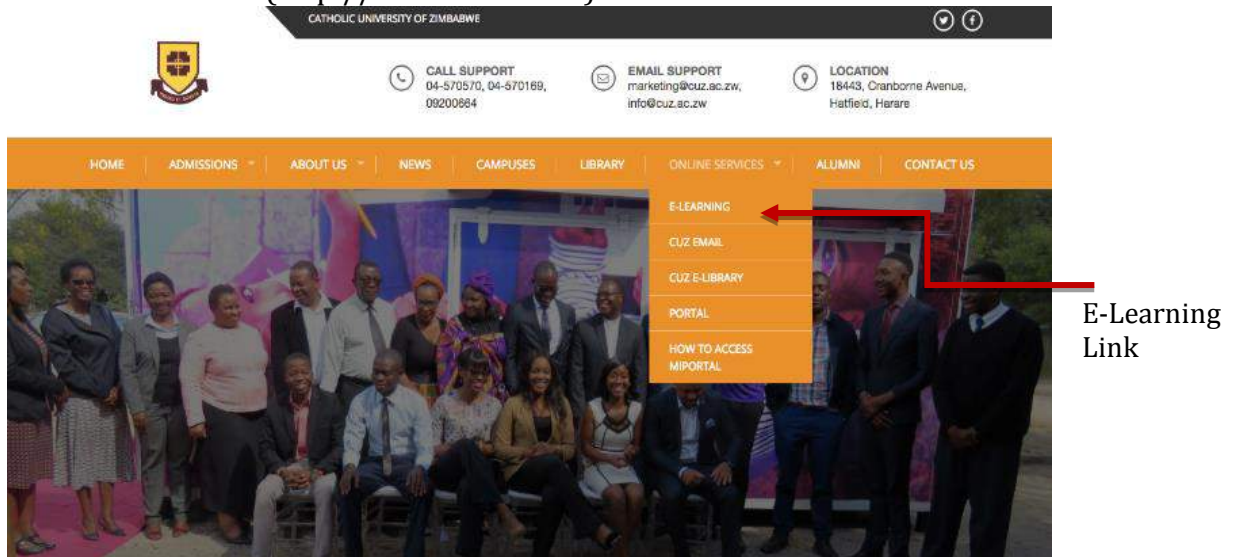 CATHOLIC UNIVERSITY OF ZIMBABWE
CALL SUPPORT
04-570570, 04-570169,
09200664
EMAIL SUPPORT
marketing@cuz.ac.zw,
info@cuz.ac.zw
LOCATION
18443, Cranborne Avenue,
Hatfield, Harare
HOME ADMISSIONS ABOUT US NEWS CAMPUSES LIBRARY ONLINE SERVICES ALUMNI CONTACT US
E-LEARNING
CUZ EMAIL
CUZ E-LIBRARY
PORTAL
HOW TO ACCESS
MIPORTAL
E-Learning
Link